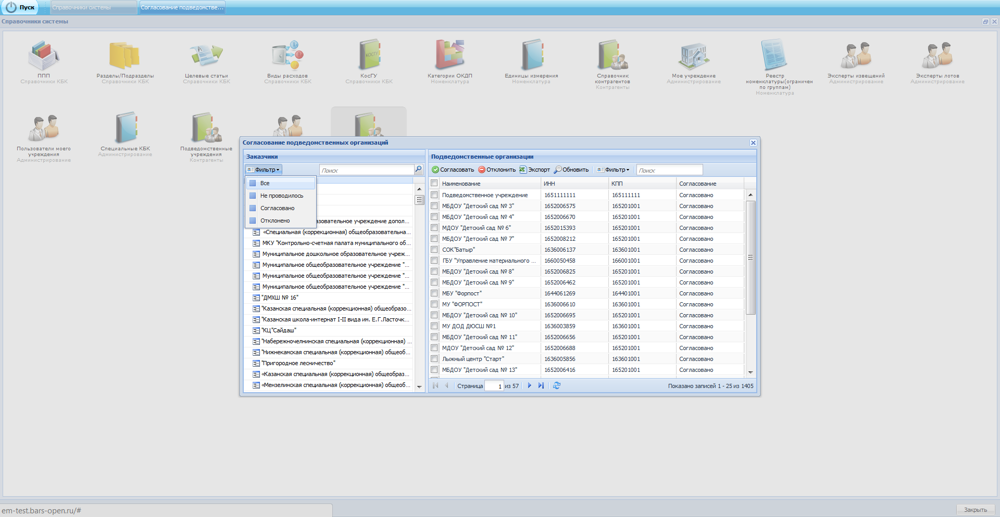 Пуск
Справочники системы
Согласование подведомстве...
Справочники системы
ППП
Справочники КБК
Разделы/Подразделы
Справочники КБК
Целевые статьи
Справочники КБК
Виды расходов
Справочники КБК
КОСГУ
КосГУ
Справочники КБК
Категории ОКДП
Номенклатура
Единицы измерения
Номенклатура
Справочник
контрагентов
Контрагенты
Мое учреждение
Администрирование
Реестр
номенклатуры(ограничен
по группам)
Номенклатура
Эксперты извещений
Администрирование
Эксперты лотов
Администрирование
Пользователи моего
учреждения
Администрирование
Специальные КБК
Администрирование
Подведомственные
учреждения
Контрагенты
Согласование подведомственных организаций
Заказчики
Фильтр
Поиск
Все
Не проводилось
Согласовано
Отклонено
азовательное учреждение допол...
«Специальная (коррекционная) общеобразовательна...
МКУ "Контрольно-счетная палата муниципального об...
Муниципальное дошкольное образовательное учреж...
Муниципальное общеобразовательное учреждение "...
Муниципальное общеобразовательное учреждение "...
Муниципальное общеобразовательное учреждение "...
"ДМХШ № 16"
"Казанская специальная (коррекционная) общеобразо...
"Казанская школа-интернат I-II вида им. Е.Г.Ласточк...
"КЦ"Сайдаш"
"Набережночелнинская специальная (коррекционная) ...
"Нижнекамская специальная (коррекционная) общеоб...
"Пригородное лесничество"
«Казанская специальная (коррекционная) общеобраз...
«Мензелинская специальная (коррекционная) общеоб...
Подведомственные организации
Согласовать Отклонить Экспорт Обновить Фильтр Поиск
Наименование ИНН КПП Согласование
Подведомственное учреждение 1651111111 165111111 Согласовано
МБДОУ "Детский сад № 3" 1652006575 165201001 Согласовано
МБДОУ "Детский сад № 4" 1652006670 165201001 Согласовано
МДОУ "Детский сад № 6" 1652015393 165201001 Согласовано
МБДОУ "Детский сад № 7" 1652008212 165201001 Согласовано
СОК"Батыр" 1636006137 163601001 Согласовано
ГБУ "Управление материального ... 1660050458 166001001 Согласовано
МБДОУ "Детский сад № 8" 1652006825 165201001 Согласовано
МБДОУ "Детский сад № 9" 1652006462 165201001 Согласовано
МБУ "Форпост" 1644061269 164401001 Согласовано
МУ "ФОРПОСТ" 1636006610 163601001 Согласовано
МБДОУ "Детский сад № 10" 1652006695 165201001 Согласовано
МУ ДОД ДЮСШ №1 1636003859 163601001 Согласовано
МБДОУ "Детский сад № 11" 1652006656 165201001 Согласовано
МДОУ "Детский сад № 12" 1652006688 165201001 Согласовано
Лыжный центр "Старт" 1636005856 163601001 Согласовано
МБДОУ "Детский сад № 13" 1652006416 165201001 Согласовано
Страница 1 из 57 Показано записей 1 - 25 из 1405
em-test.bars-open.ru/#
Закрыть